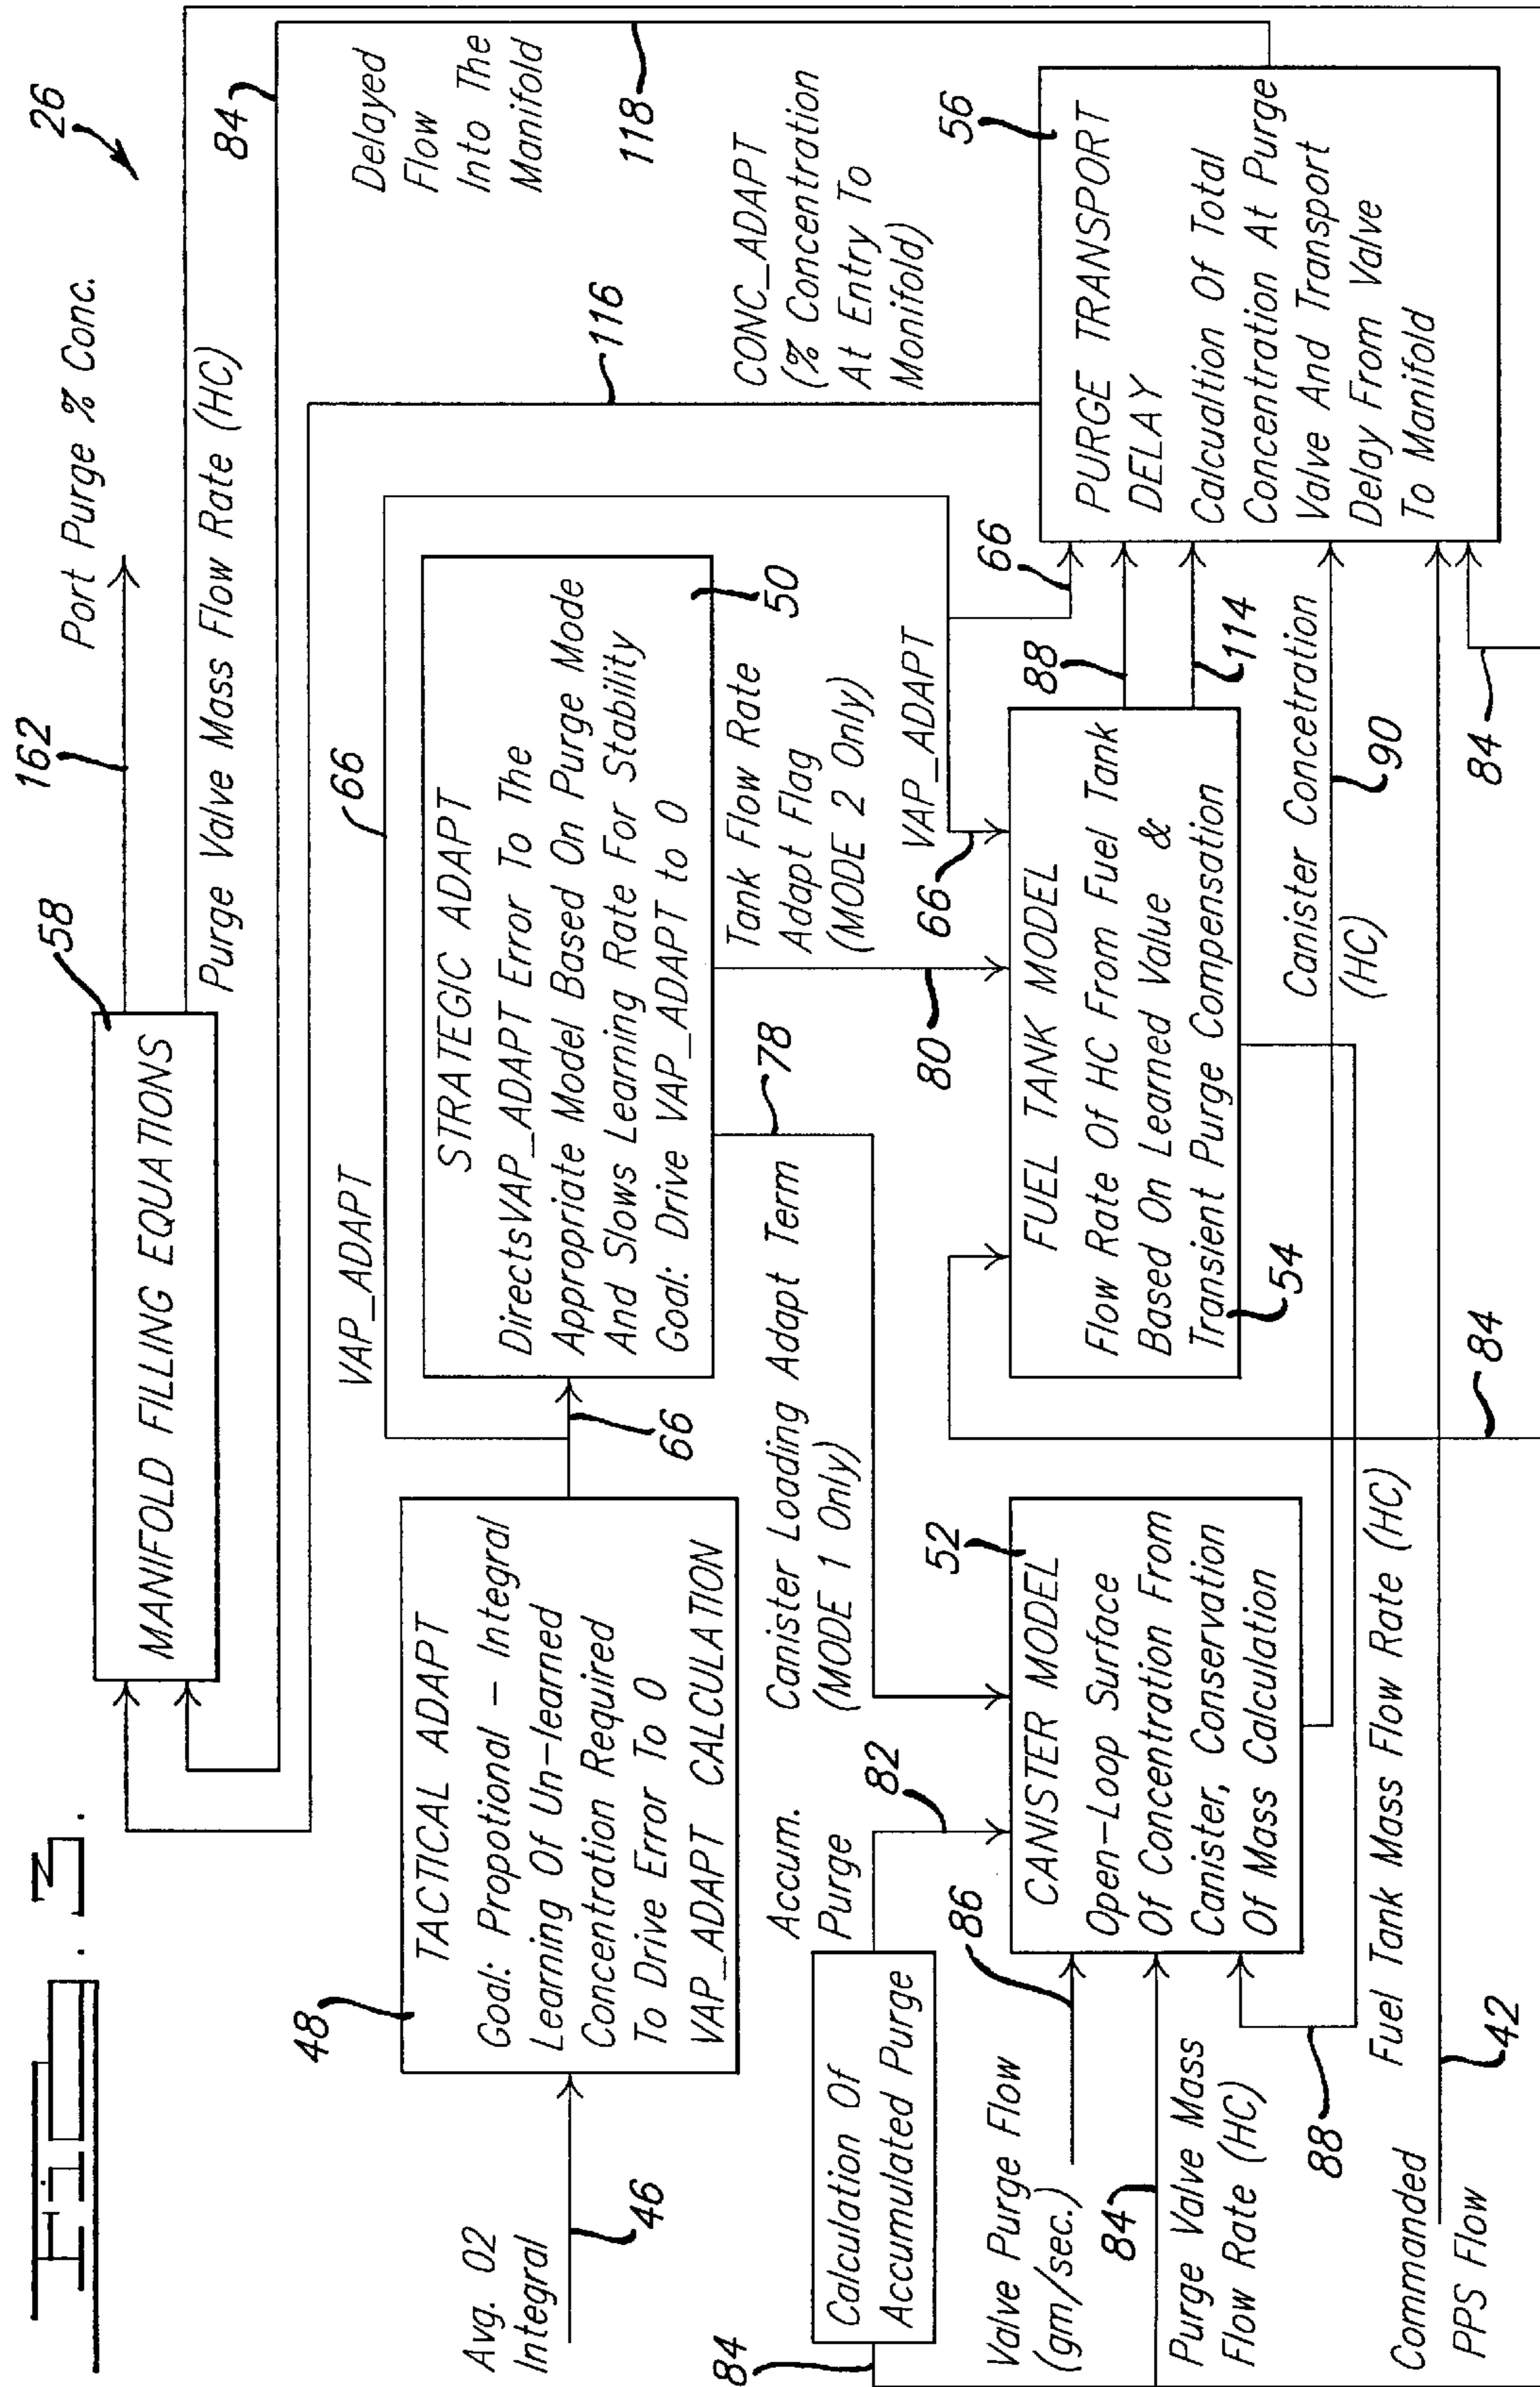 Fig. 3.
26
58
MANIFOLD FILLING EQUATIONS
162
Port Purge % Conc.
Purge Valve Mass Flow Rate (HC)
84
VAP_ADAPT
66
Delayed
Flow
Into The
Manifold
118
48
TACTICAL ADAPT
Goal: Propotional – Integral
Learning Of Un-learned
Concentration Required
To Drive Error To 0
VAP_ADAPT CALCULATION
Avg. O2
Integral
46
66
STRATEGIC ADAPT
DirectsVAP_ADAPT Error To The
Appropriate Model Based On Purge Mode
And Slows Learning Rate For Stability
Goal: Drive VAP_ADAPT to 0
50
116
CONC_ADAPT
(% Concentration
At Entry To
Monifold)
Canister Loading Adapt Term
(MODE 1 Only)
78
Tank Flow Rate
Adapt Flag
(MODE 2 Only)
80
VAP_ADAPT
66
66
84
Calculation Of
Accumulated Purge
Accum.
Purge
82
86
Valve Purge Flow
(gm/sec.)
84
Purge Valve Mass
Flow Rate (HC)
88
52
CANISTER MODEL
Open-Loop Surface
Of Concentration From
Canister, Conservation
Of Mass Calculation
FUEL TANK MODEL
Flow Rate Of HC From Fuel Tank
Based On Learned Value &
Transient Purge Compensation
54
88
114
Canister Concetration
(HC)
90
56
PURGE TRANSPORT
DELAY
Calcualtion Of Total
Concentration At Purge
Valve And Transport
Delay From Valve
To Manifold
Fuel Tank Mass Flow Rate (HC)
Commanded
PPS Flow
42
84
84